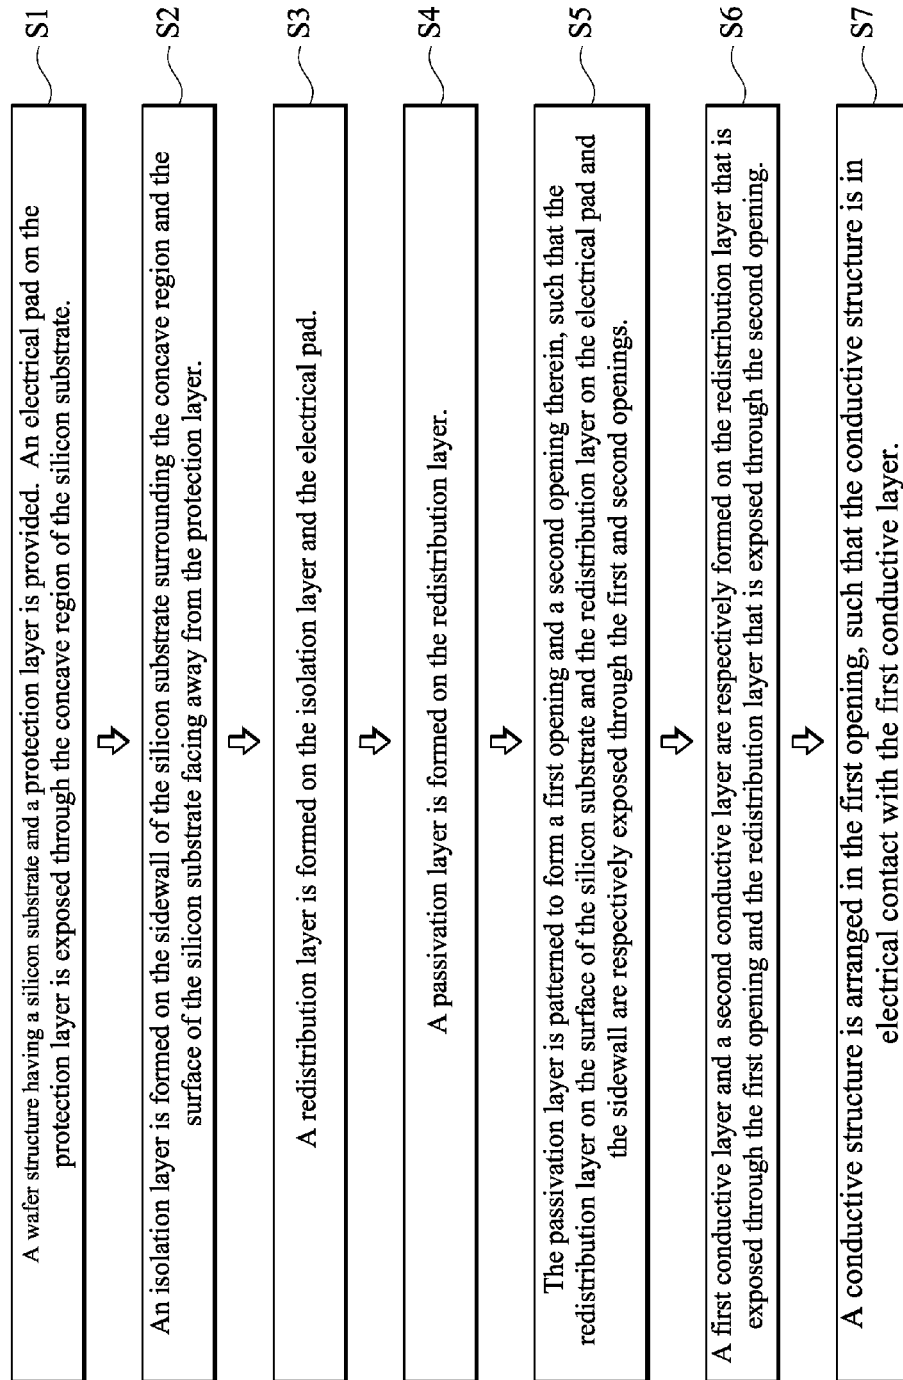 A wafer structure having a silicon substrate and a protection layer is provided. An electrical pad on the
protection layer is exposed through the concave region of the silicon substrate.
S1
An isolation layer is formed on the sidewall of the silicon substrate surrounding the concave region and the
surface of the silicon substrate facing away from the protection layer.
S2
A redistribution layer is formed on the isolation layer and the electrical pad.
S3
A passivation layer is formed on the redistribution layer.
S4
The passivation layer is patterned to form a first opening and a second opening therein, such that the
redistribution layer on the surface of the silicon substrate and the redistribution layer on the electrical pad and
the sidewall are respectively exposed through the first and second openings.
S5
A first conductive layer and a second conductive layer are respectively formed on the redistribution layer that is
exposed through the first opening and the redistribution layer that is exposed through the second opening.
S6
A conductive structure is arranged in the first opening, such that the conductive structure is in
electrical contact with the first conductive layer.
S7